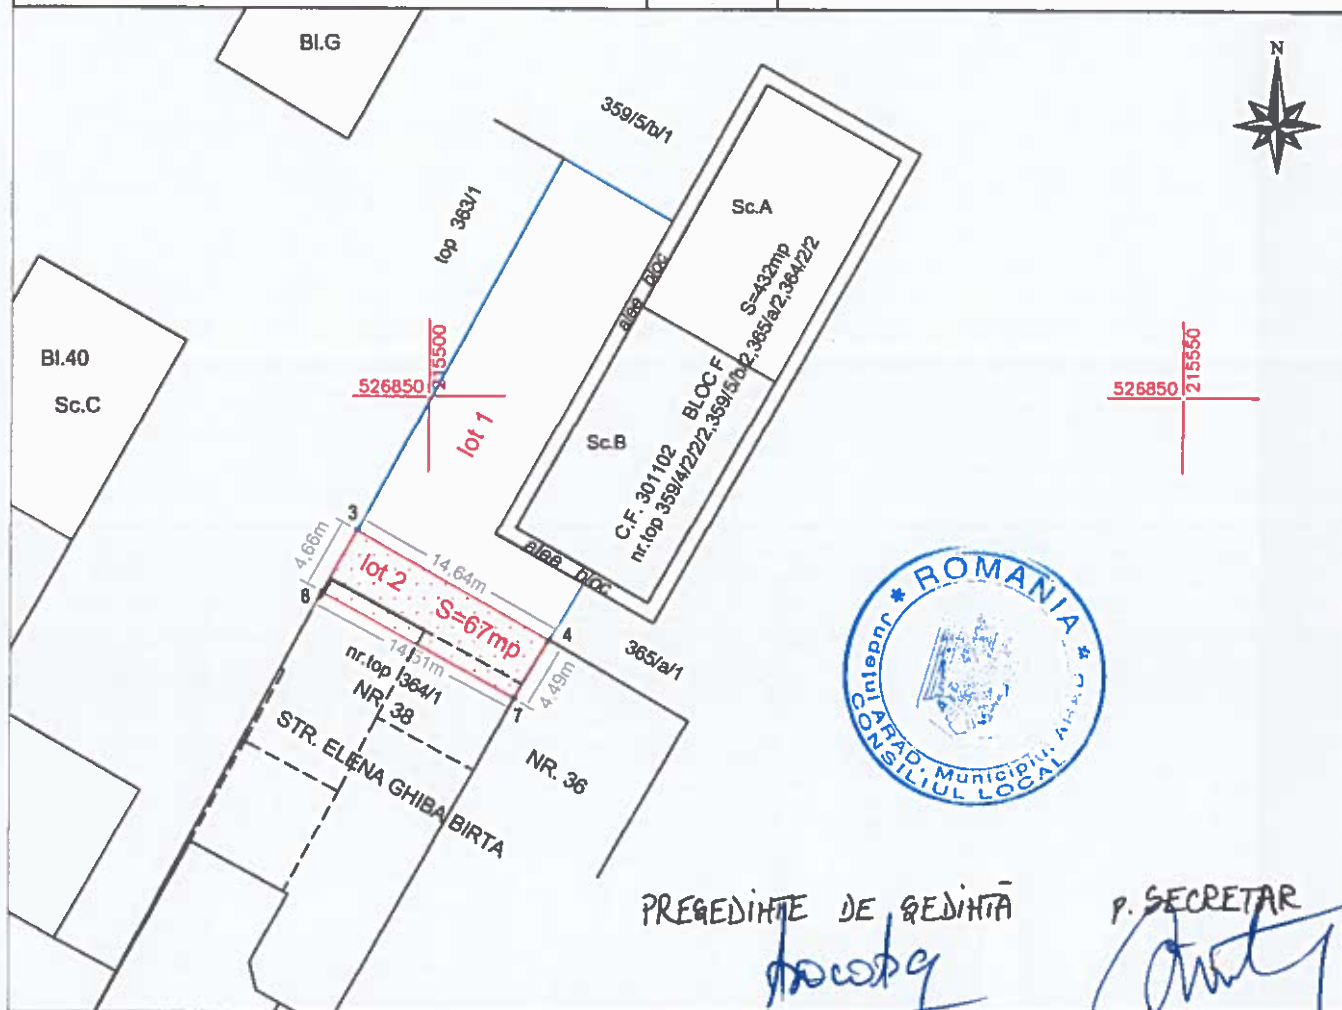 Bl.G
N
359/5/b/1
top 363/1
Sc.A
S=432mp
alee bloc
Bl.40
Sc.C
526850
215500
526850
215550
lot 1
BLOC F
Sc.B
C.F. 301102
nr.top 359/4/2/2/2,359/5/b/2,365/a/2,364/2/2
3
4.66m
14.64m
alee bloc
lot 2
S=67mp
6
4
14.51m
4.49m
365/a/1
nr.top 364/1
NR. 38
1
STR. ELENA GHIBA BIRTA
NR. 36
* ROMÂNIA *
Judeţul
ARAD, Municipiu,
CONSILIUL LOCAL
PREŞEDINTE DE ŞEDINŢĂ
p. SECRETAR